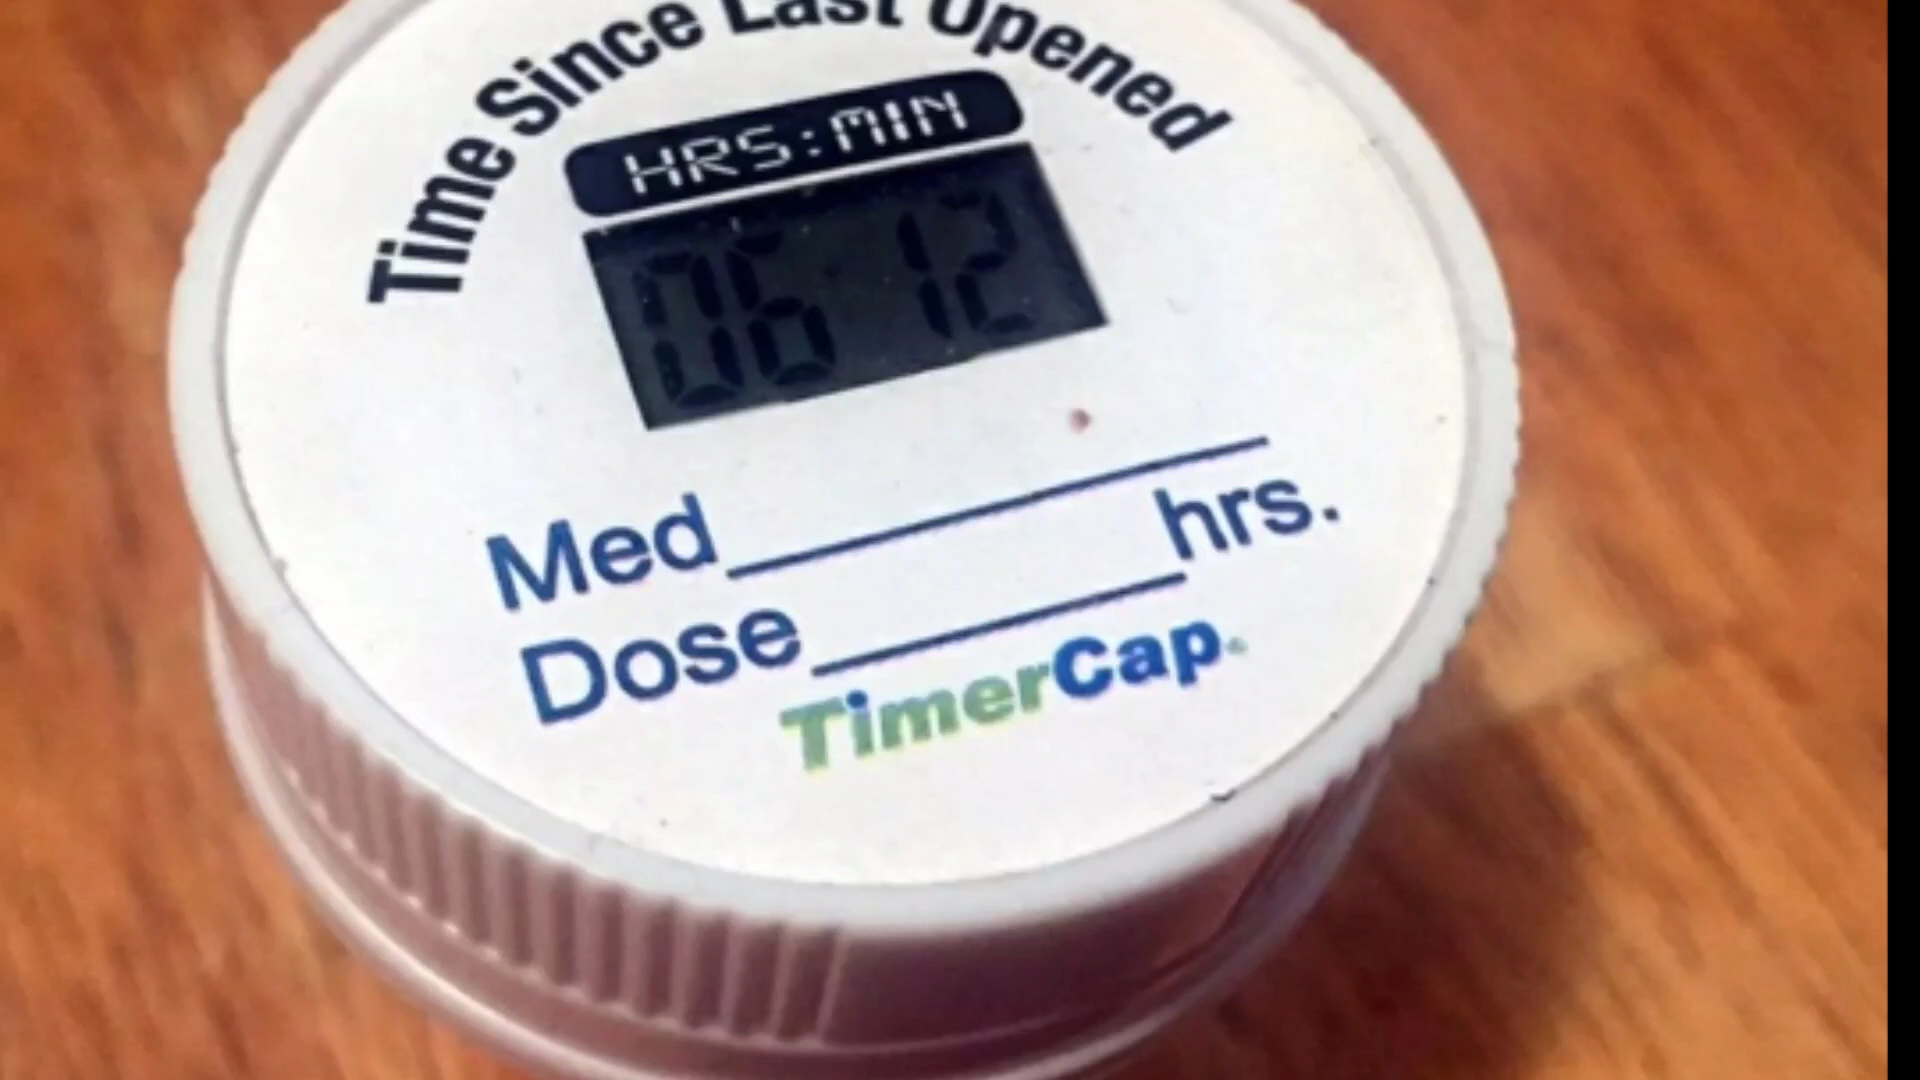 Time Since Last Opened
HRS:MIN
06 12
Med
hrs.
Dose
TimerCap